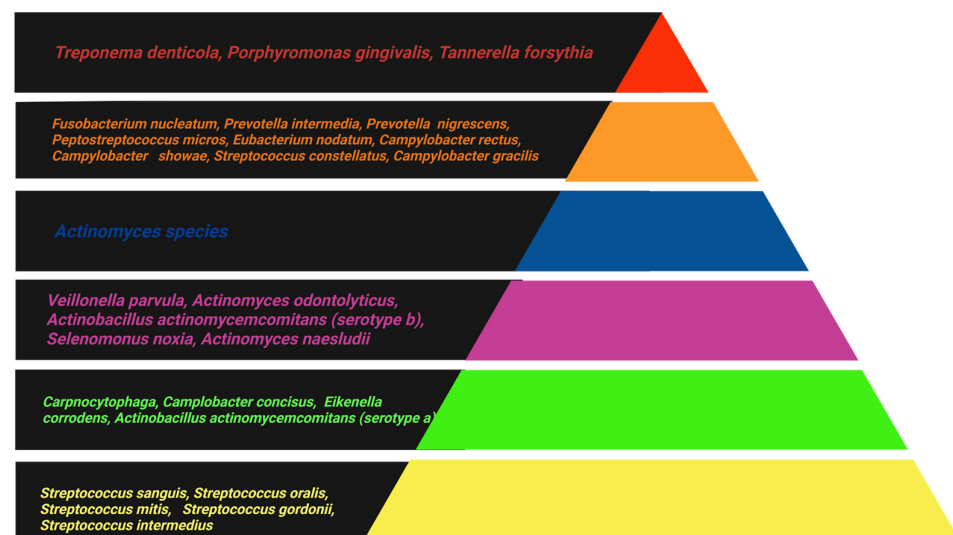 Treponema denticola, Porphyromonas gingivalis, Tannerella forsythia
Fusobacterium nucleatum, Prevotella intermedia, Prevotella nigrescens,
Peptostreptococcus micros, Eubacterium nodatum, Campylobacter rectus,
Campylobacter showae, Streptococcus constellatus, Campylobacter gracilis
Actinomyces species
Veillonella parvula, Actinomyces odontolyticus,
Actinobacillus actinomycemcomitans (serotype b),
Selenomonus noxia, Actinomyces naesludii
Carpnocytophaga, Camplobacter concisus, Eikenella
corrodens, Actinobacillus actinomycemcomitans (serotype a)
Streptococcus sanguis, Streptococcus oralis,
Streptococcus mitis, Streptococcus gordonii,
Streptococcus intermedius